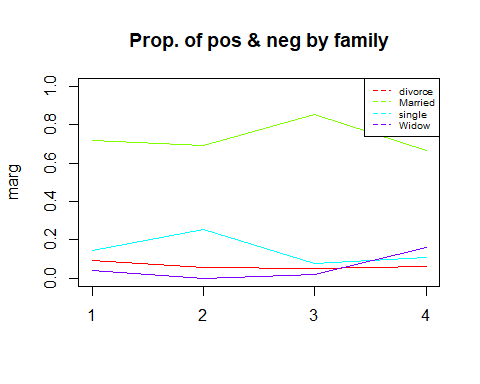 Prop. of pos & neg by family
marg
1.0
0.8
0.6
0.4
0.2
0.0
divorce
Married
single
Widow
1 2 3 4